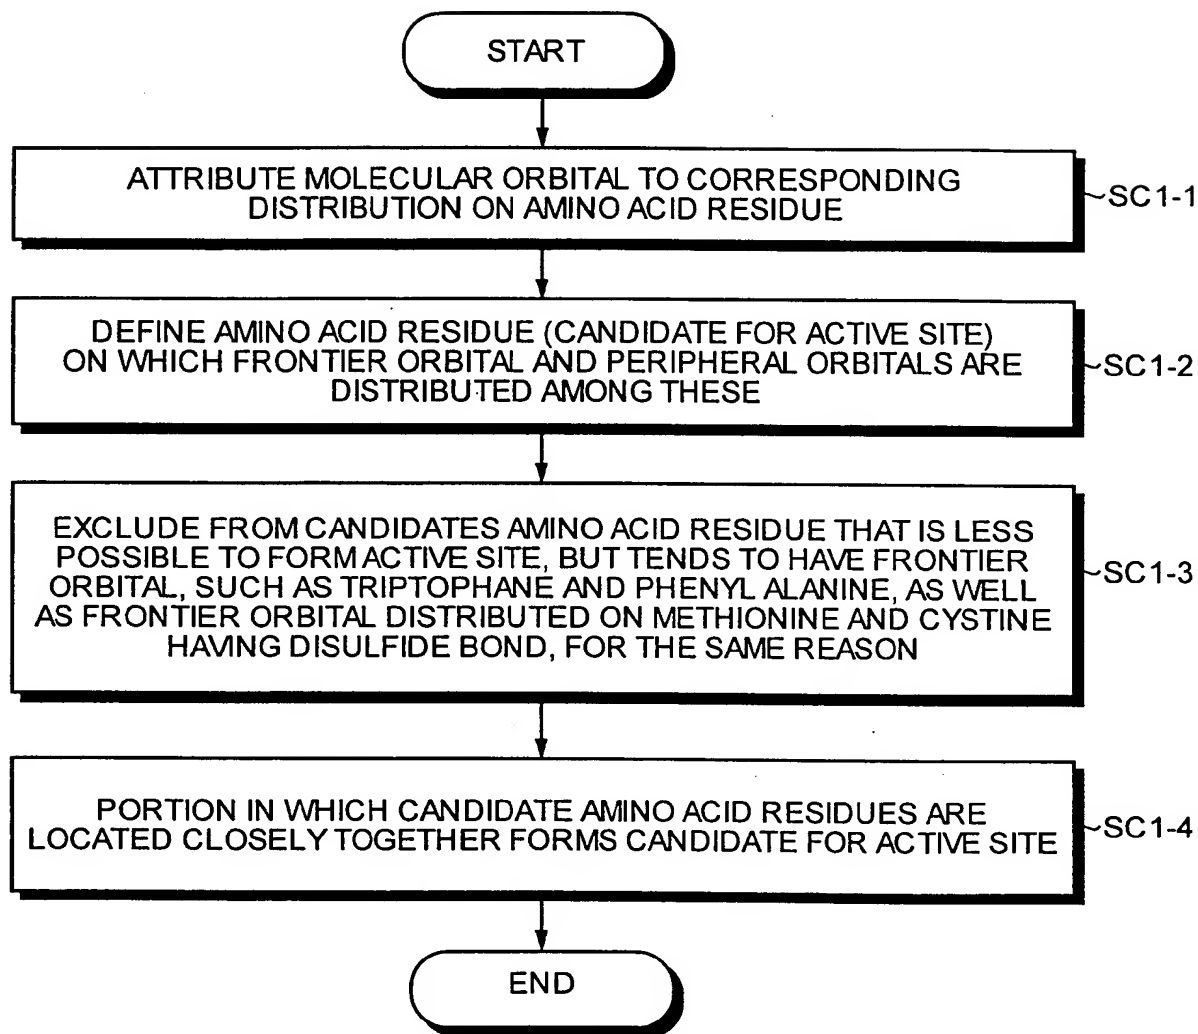 START
ATTRIBUTE MOLECULAR ORBITAL TO CORRESPONDING
DISTRIBUTION ON AMINO ACID RESIDUE
SC1-1
DEFINE AMINO ACID RESIDUE (CANDIDATE FOR ACTIVE SITE)
ON WHICH FRONTIER ORBITAL AND PERIPHERAL ORBITALS ARE
DISTRIBUTED AMONG THESE
SC1-2
EXCLUDE FROM CANDIDATES AMINO ACID RESIDUE THAT IS LESS
POSSIBLE TO FORM ACTIVE SITE, BUT TENDS TO HAVE FRONTIER
ORBITAL, SUCH AS TRIPTOPHANE AND PHENYL ALANINE, AS WELL
AS FRONTIER ORBITAL DISTRIBUTED ON METHIONINE AND CYSTINE
HAVING DISULFIDE BOND, FOR THE SAME REASON
SC1-3
PORTION IN WHICH CANDIDATE AMINO ACID RESIDUES ARE
LOCATED CLOSELY TOGETHER FORMS CANDIDATE FOR ACTIVE SITE
SC1-4
END